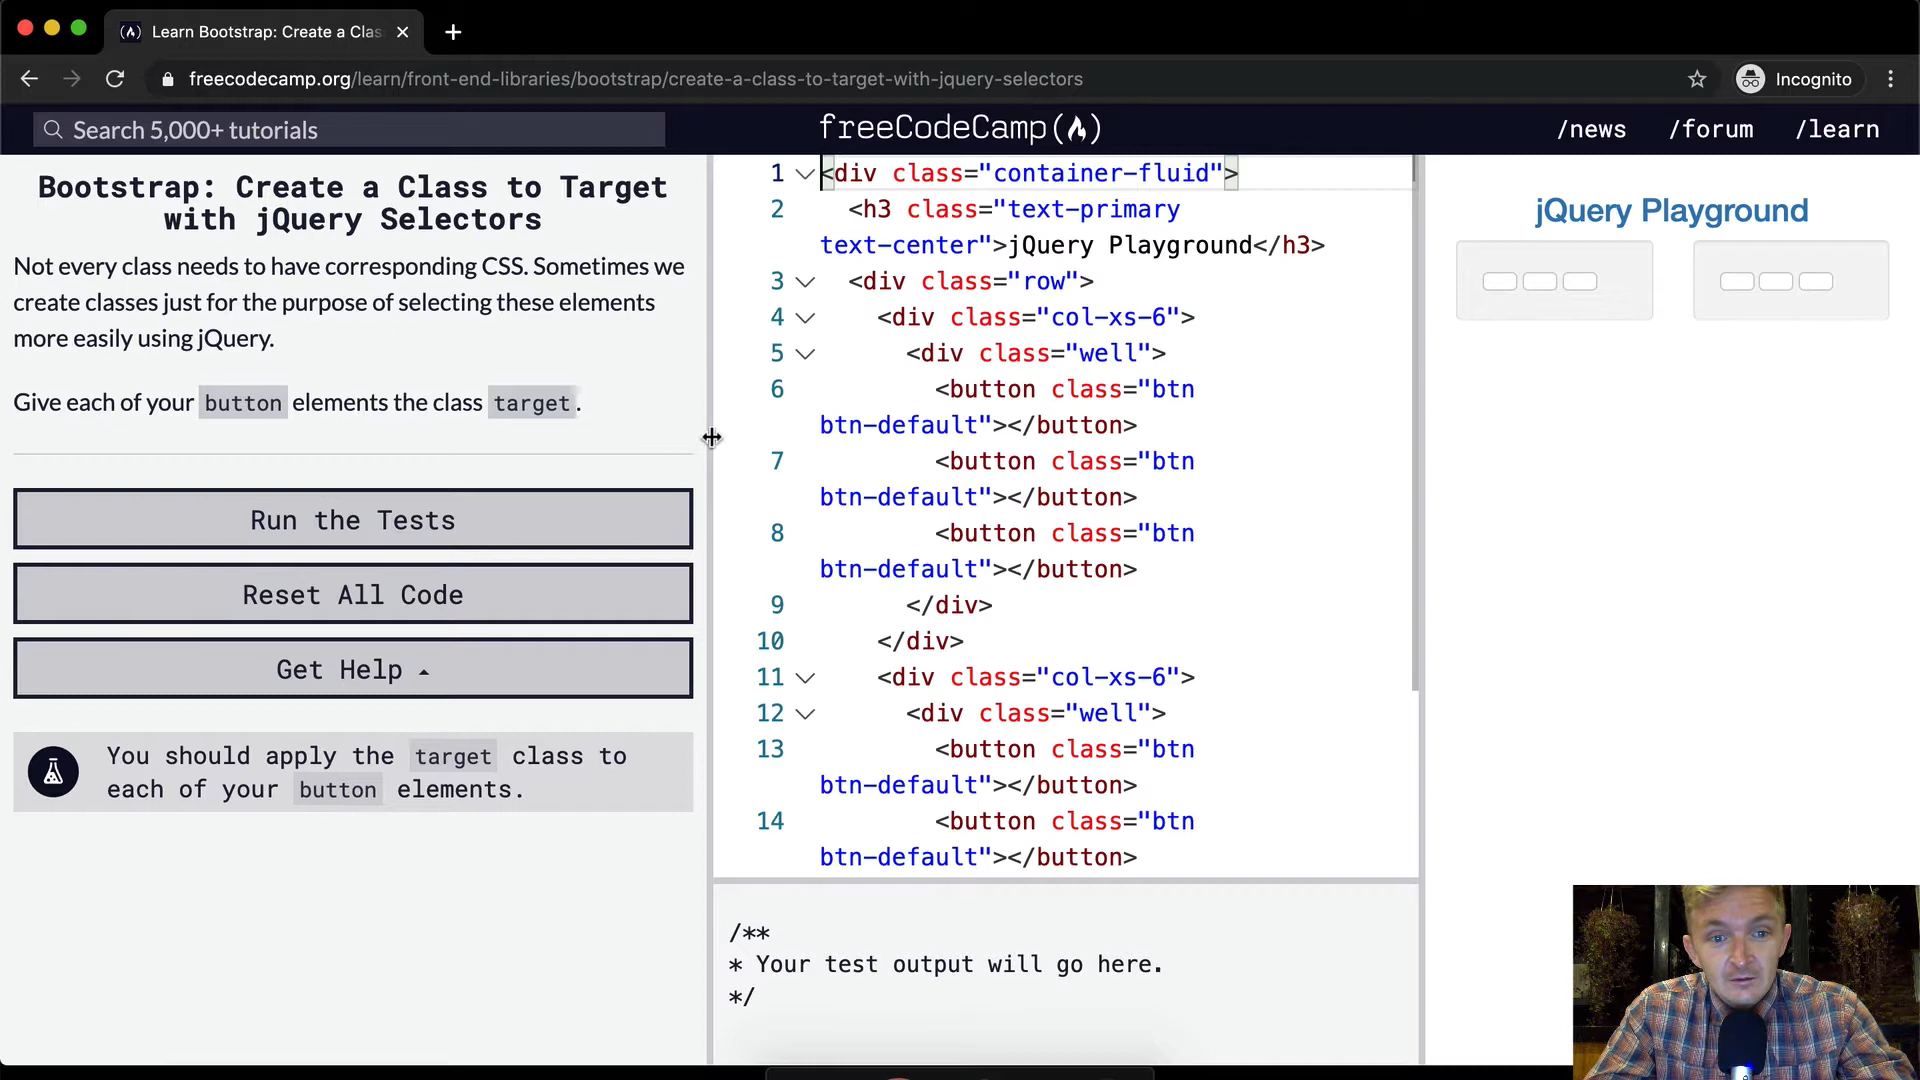 Learn Bootstrap: Create a Clas
freecodecamp.org/learn/front-end-libraries/bootstrap/create-a-class-to-target-with-jquery-selectors
Incognito
Search 5,000+ tutorials
freeCodeCamp
/news
/forum
/learn
Bootstrap: Create a Class to Target
with jQuery Selectors
Not every class needs to have corresponding CSS. Sometimes we
create classes just for the purpose of selecting these elements
more easily using jQuery.
Give each of your button elements the class target.
Run the Tests
Reset All Code
Get Help
You should apply the target class to
each of your button elements.
1 <div class="container-fluid">
2 <h3 class="text-primary
text-center">jQuery Playground</h3>
3 <div class="row">
4 <div class="col-xs-6">
5 <div class="well">
6 <button class="btn
btn-default"></button>
7 <button class="btn
btn-default"></button>
8 <button class="btn
btn-default"></button>
9 </div>
10 </div>
11 <div class="col-xs-6">
12 <div class="well">
13 <button class="btn
btn-default"></button>
14 <button class="btn
btn-default"></button>
/**
* Your test output will go here.
*/
jQuery Playground